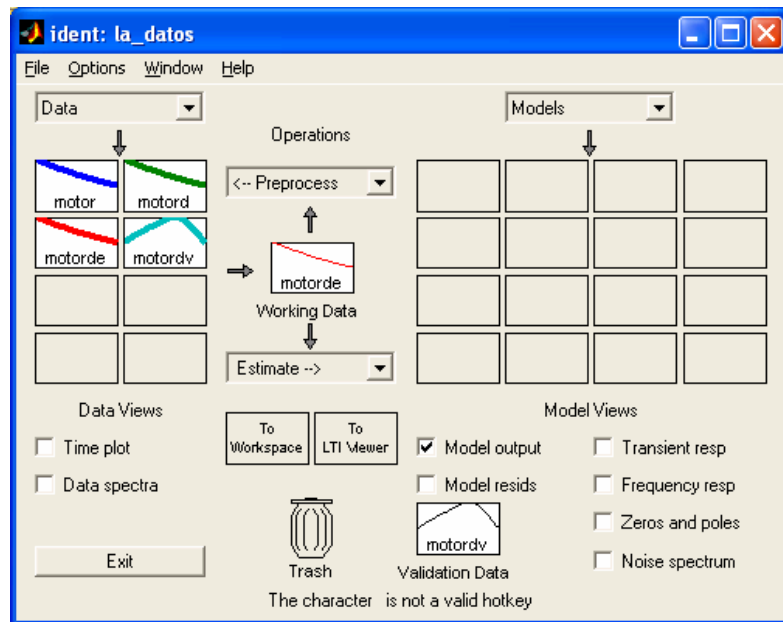 ident: la_datos
File Options Window Help
Data
Operations
Models
<-- Preprocess
motor
motord
motorde
motordv
motorde
Working Data
Estimate -->
Data Views
Time plot
Data spectra
Exit
To Workspace
To LTI Viewer
Trash
Model Views
Model output
Transient resp
Model resids
Frequency resp
Zeros and poles
Noise spectrum
motordv
Validation Data
The character is not a valid hotkey